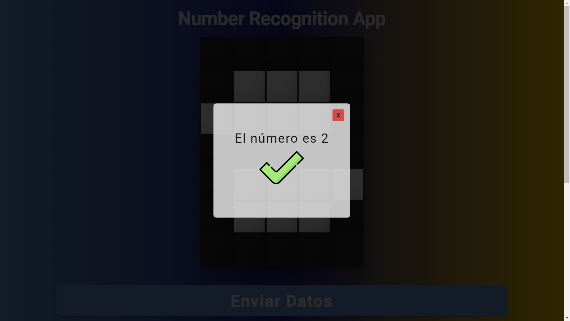 Number Recognition App
x
El número es 2
Enviar Datos